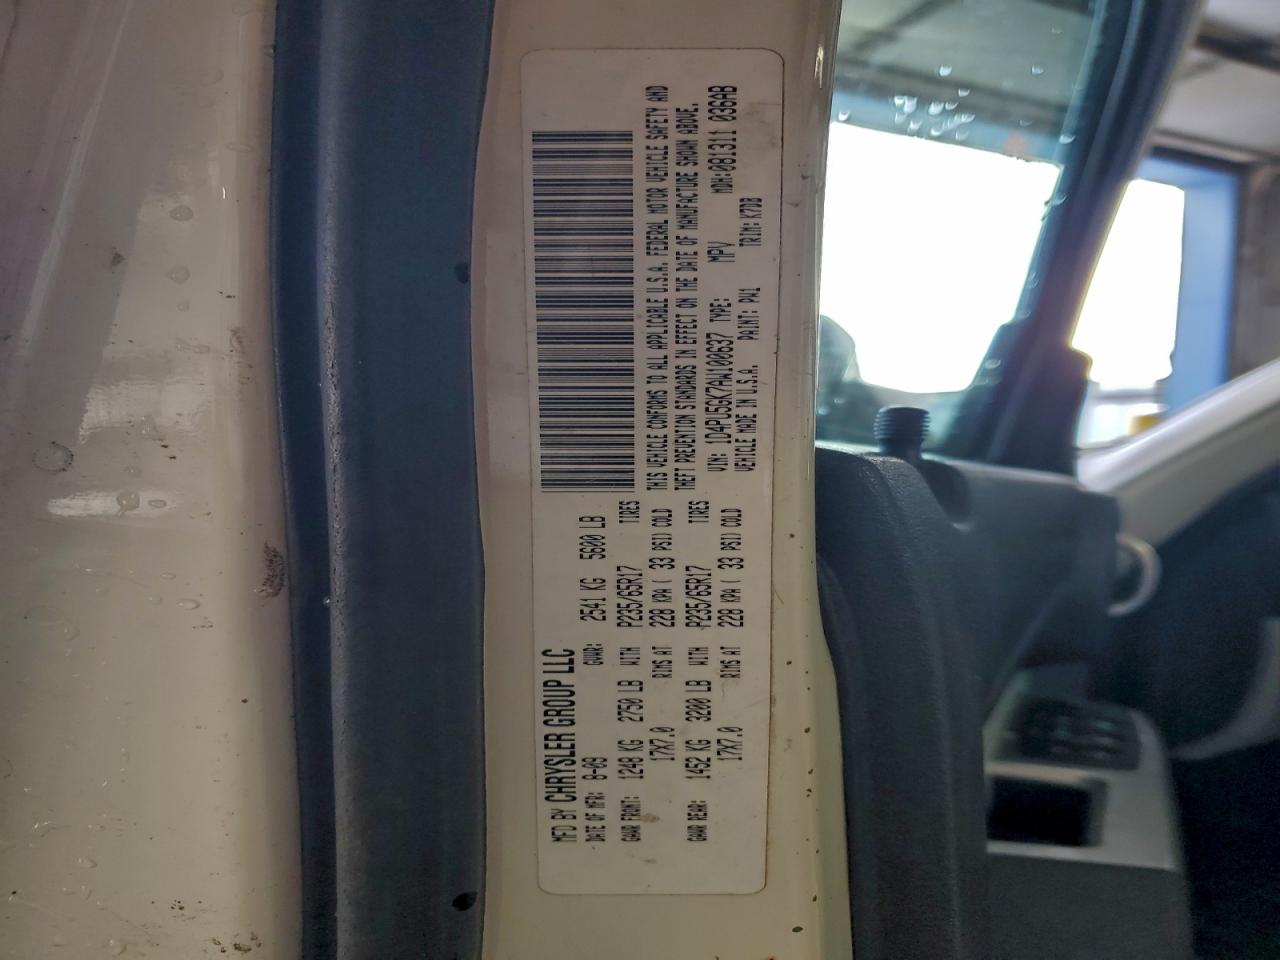 MFD BY CHRYSLER GROUP LLC
DATE OF MFR: 8-09 GVWR: 2541 KG 5600 LB
GAWR FRONT: 1248 KG 2750 LB WITH P235/65R17 TIRES
17X7.0 RIMS AT 228 KPA ( 33 PSI) COLD
GAWR REAR: 1452 KG 3200 LB WITH P235/65R17 TIRES
17X7.0 RIMS AT 228 KPA ( 33 PSI) COLD
THIS VEHICLE CONFORMS TO ALL APPLICABLE U.S.A. FEDERAL MOTOR VEHICLE SAFETY AND
THEFT PREVENTION STANDARDS IN EFFECT ON THE DATE OF MANUFACTURE SHOWN ABOVE.
VIN: 1D4PU5GK7AW100637 TYPE: MPV MDH:081311 036AB
VEHICLE MADE IN U.S.A. PAINT: PW1 TRIM: K7DB